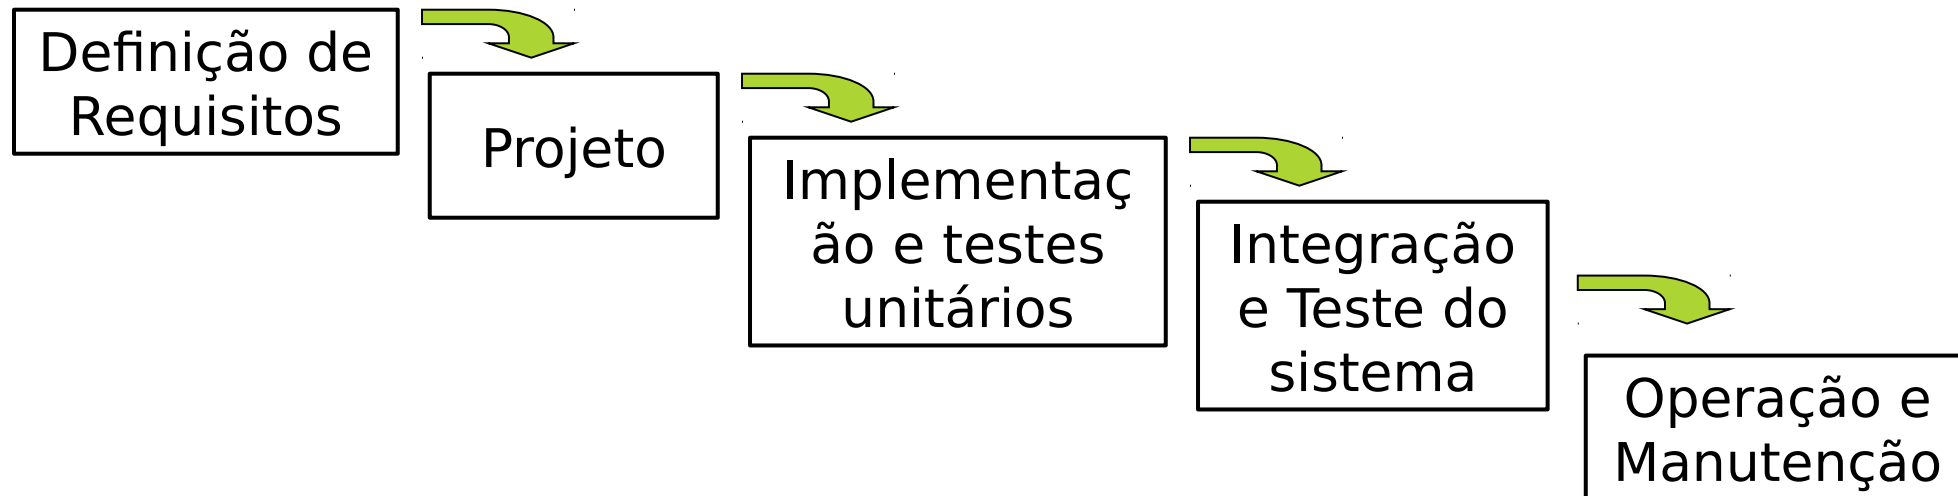 Definição de
Requisitos
Projeto
Implementaç
ão e testes
unitários
Integração
e Teste do
sistema
Operação e
Manutenção